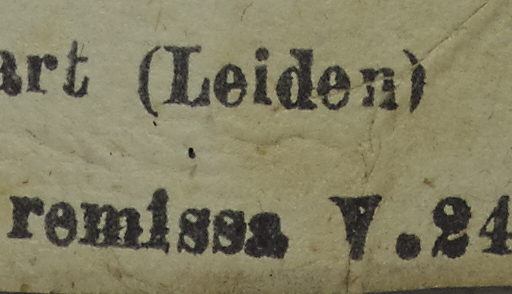 art (Leiden)
remissa V.24